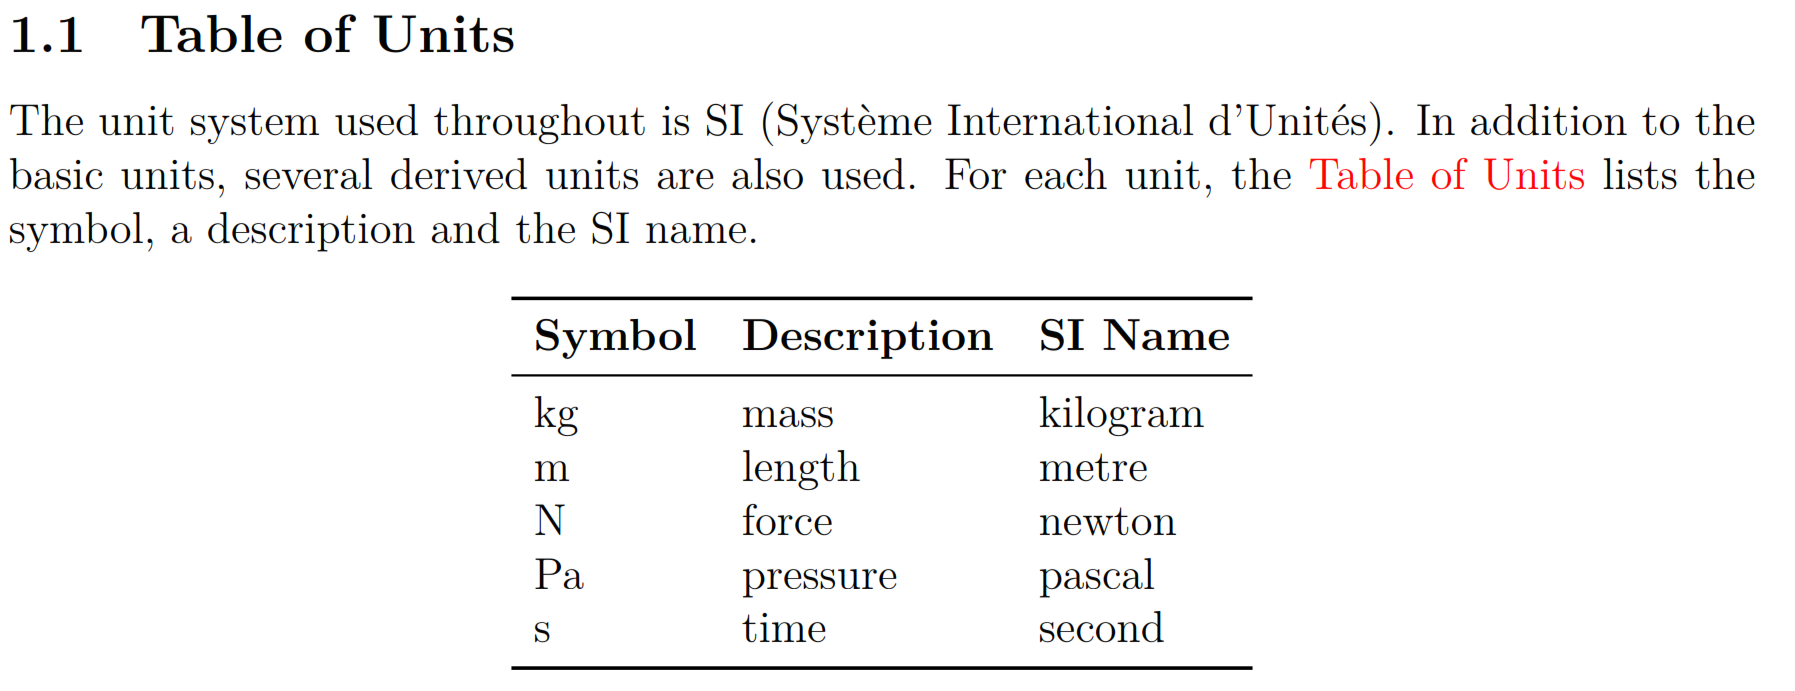 1.1 Table of Units
The unit system used throughout is SI (Système International d'Unités). In addition to the
basic units, several derived units are also used. For each unit, the Table of Units lists the
symbol, a description and the SI name.
Symbol Description SI Name
kg mass kilogram
m length metre
N force newton
Pa pressure pascal
s time second